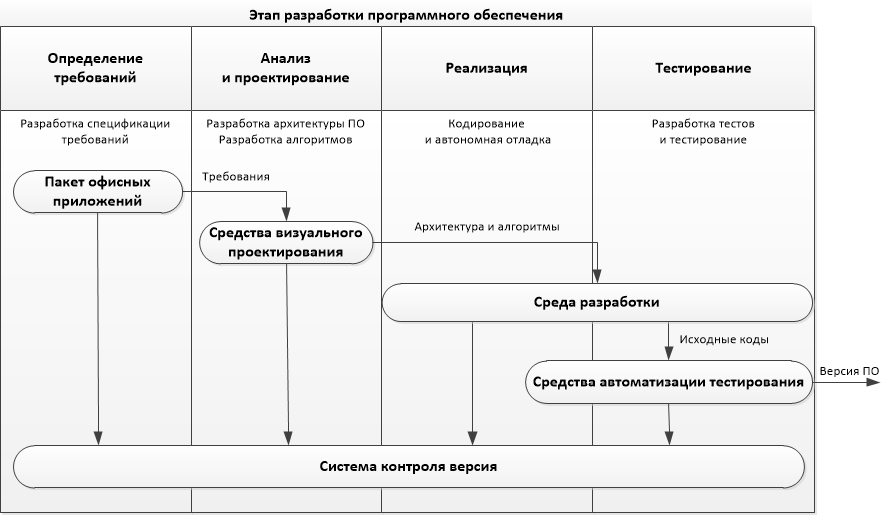 Этап разработки программного обеспечения
Определение
требований
Анализ
и проектирование
Реализация
Тестирование
Разработка спецификации
требований
Разработка архитектуры ПО
Разработка алгоритмов
Кодирование
и автономная отладка
Разработка тестов
и тестирование
Пакет офисных
приложений
Требования
Средства визуального
проектирования
Архитектура и алгоритмы
Среда разработки
Исходные коды
Средства автоматизации тестирования
Версия ПО
Система контроля версия